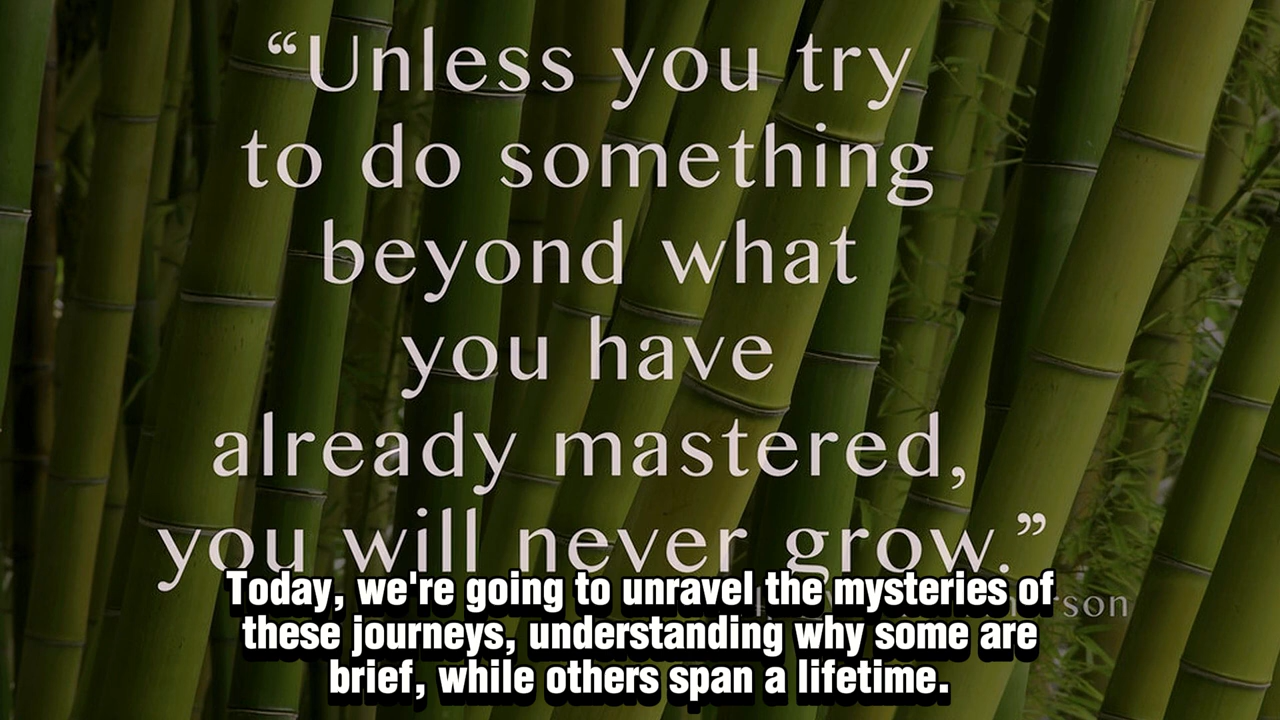 “Unless you try
to do something
beyond what
you have
already mastered,
you will never grow.”
Today, we're going to unravel the mysteries of
these journeys, understanding why some are
brief, while others span a lifetime.